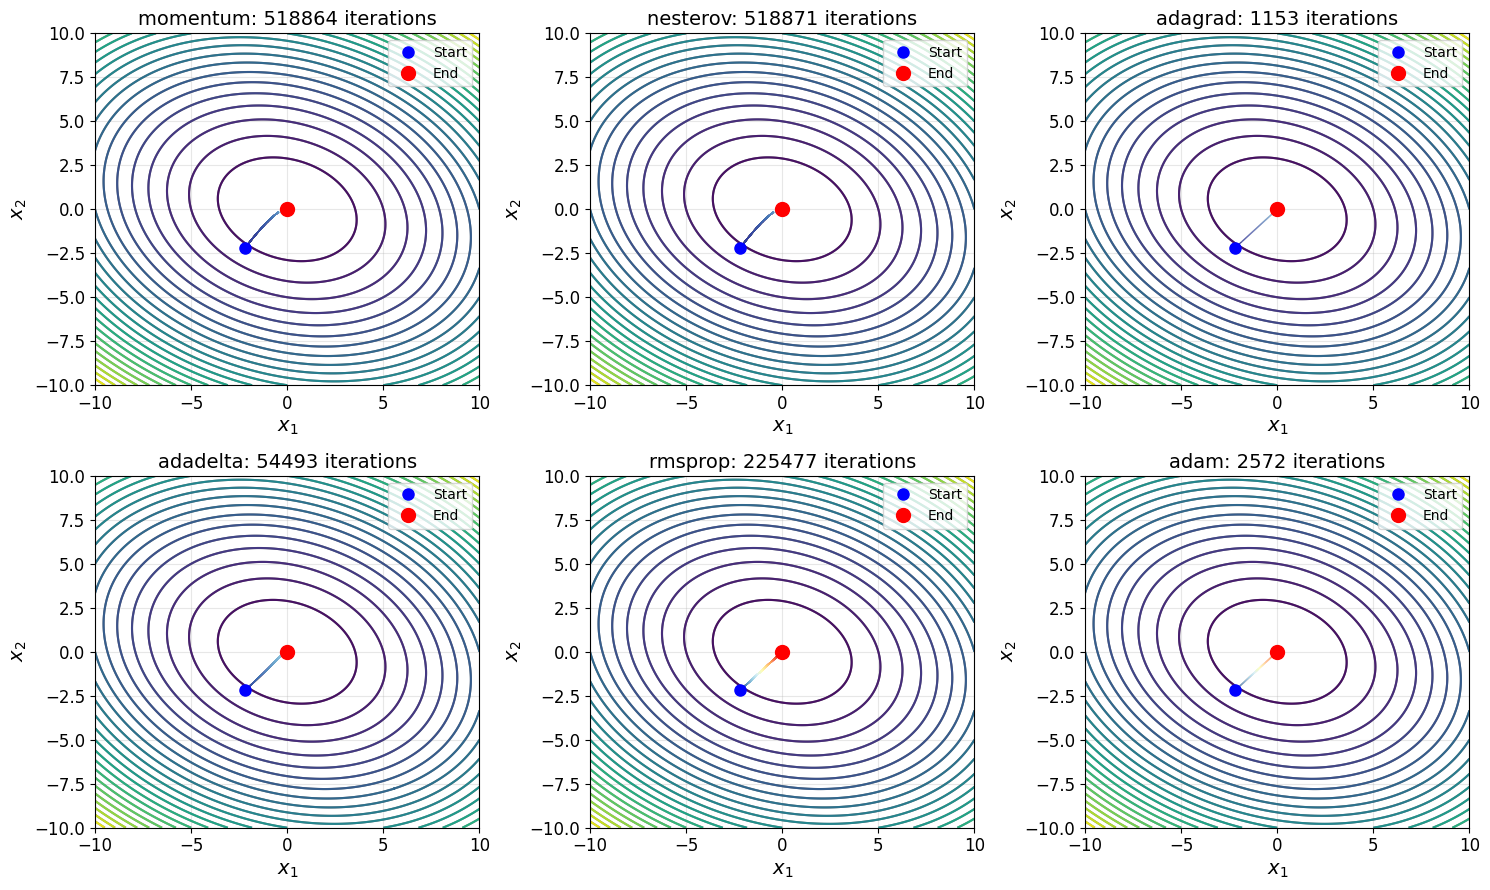 momentum: 518864 iterations
10.0
7.5
5.0
2.5
0.0
−2.5
−5.0
−7.5
−10.0
x₂
Start
End
−10
−5
0
5
10
x₁
nesterov: 518871 iterations
10.0
7.5
5.0
2.5
0.0
−2.5
−5.0
−7.5
−10.0
x₂
Start
End
−10
−5
0
5
10
x₁
adagrad: 1153 iterations
10.0
7.5
5.0
2.5
0.0
−2.5
−5.0
−7.5
−10.0
x₂
Start
End
−10
−5
0
5
10
x₁
adadelta: 54493 iterations
10.0
7.5
5.0
2.5
0.0
−2.5
−5.0
−7.5
−10.0
x₂
Start
End
−10
−5
0
5
10
x₁
rmsprop: 225477 iterations
10.0
7.5
5.0
2.5
0.0
−2.5
−5.0
−7.5
−10.0
x₂
Start
End
−10
−5
0
5
10
x₁
adam: 2572 iterations
10.0
7.5
5.0
2.5
0.0
−2.5
−5.0
−7.5
−10.0
x₂
Start
End
−10
−5
0
5
10
x₁